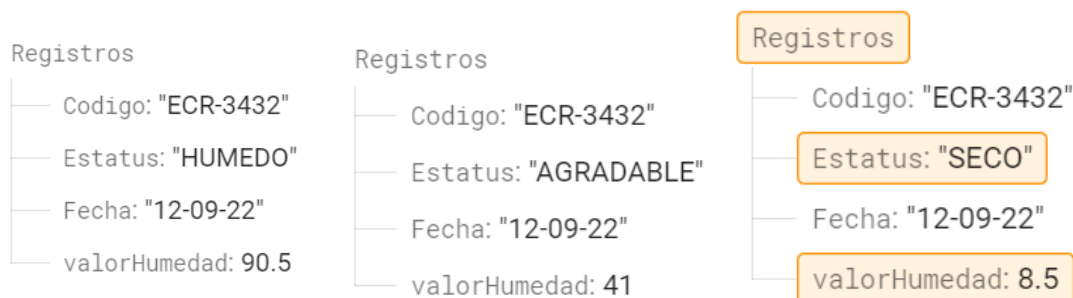 Registros
Codigo: "ECR-3432"
Estatus: "HUMEDO"
Fecha: "12-09-22"
valorHumedad: 90.5
Registros
Codigo: "ECR-3432"
Estatus: "AGRADABLE"
Fecha: "12-09-22"
valorHumedad: 41
Registros
Codigo: "ECR-3432"
Estatus: "SECO"
Fecha: "12-09-22"
valorHumedad: 8.5